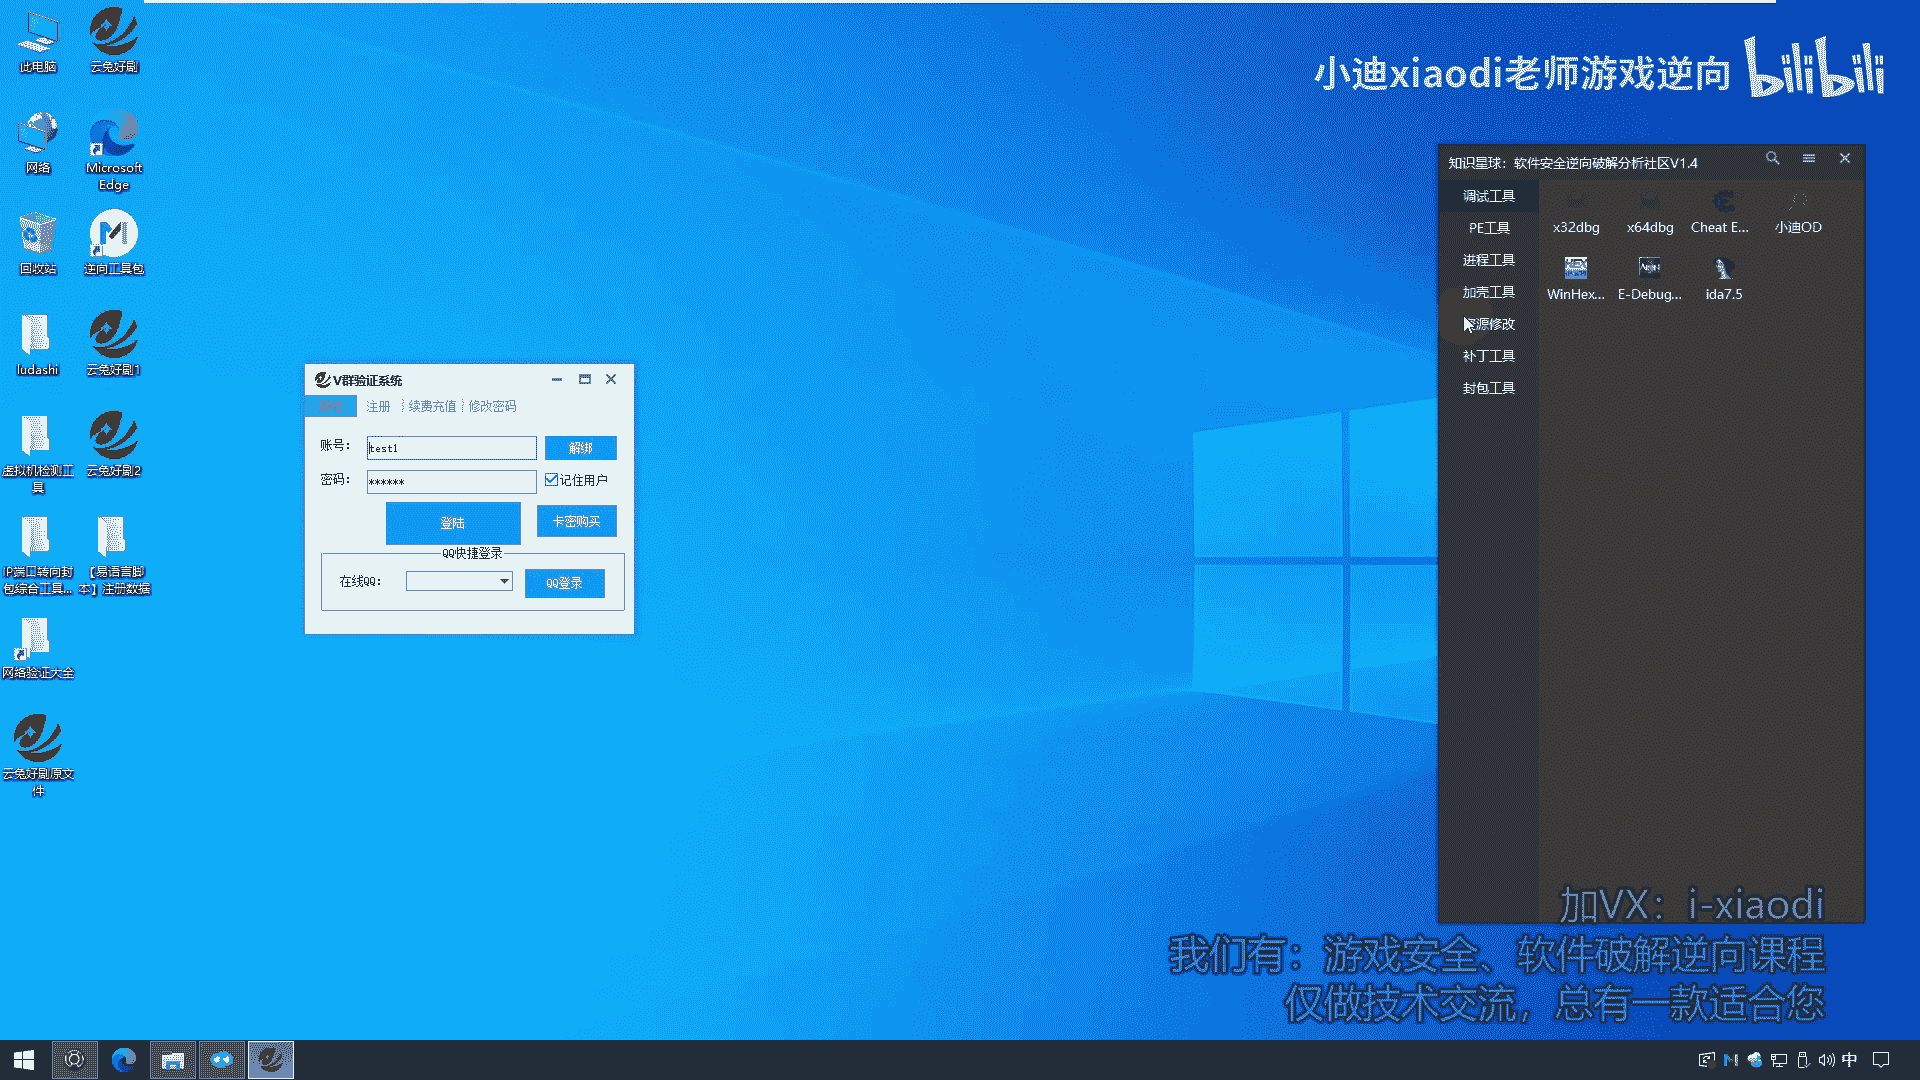 此电脑
云兔好刷
小迪xiaodi老师游戏逆向 bilibili
网络
Microsoft
Edge
回收站
逆向工具包
ludashi
云兔好刷1
虚拟机检测工
具
云兔好刷2
IP端口转向封
包综合工具...
【易语言脚
本】注册数据
网络验证大全
云兔好刷原文
件
V群验证系统
注册
续费充值
修改密码
账号：
test1
解绑
密码：
******
记住用户
登陆
卡密购买
QQ快捷登录
在线QQ：
QQ登录
知识星球：软件安全逆向破解分析社区V1.4
调试工具
PE工具
进程工具
加壳工具
源修改
补丁工具
封包工具
x32dbg
x64dbg
Cheat E...
小迪OD
WinHex...
E-Debug...
ida7.5
加VX：i-xiaodi
我们有：游戏安全、软件破解逆向课程
仅做技术交流，总有一款适合您
中